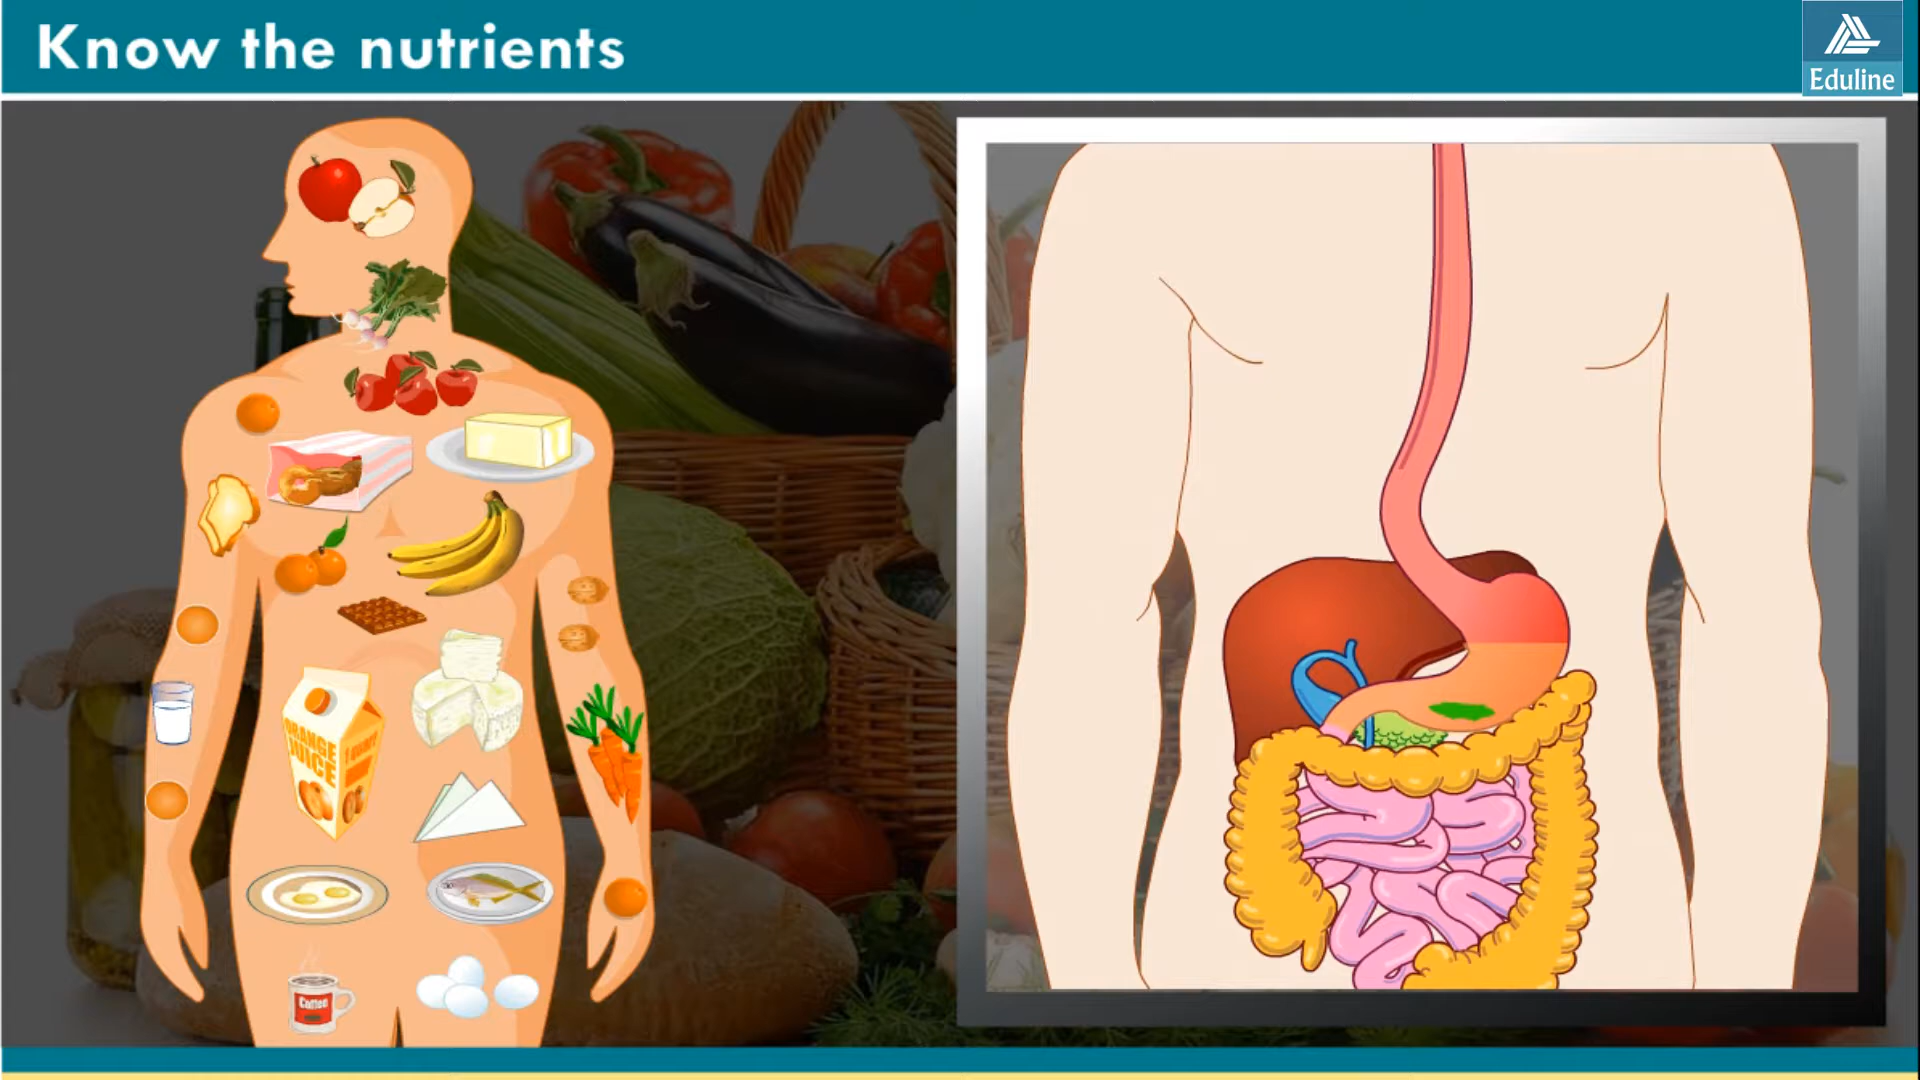 Know the nutrients
Eduline
ORANGE
JUICE
Coffee